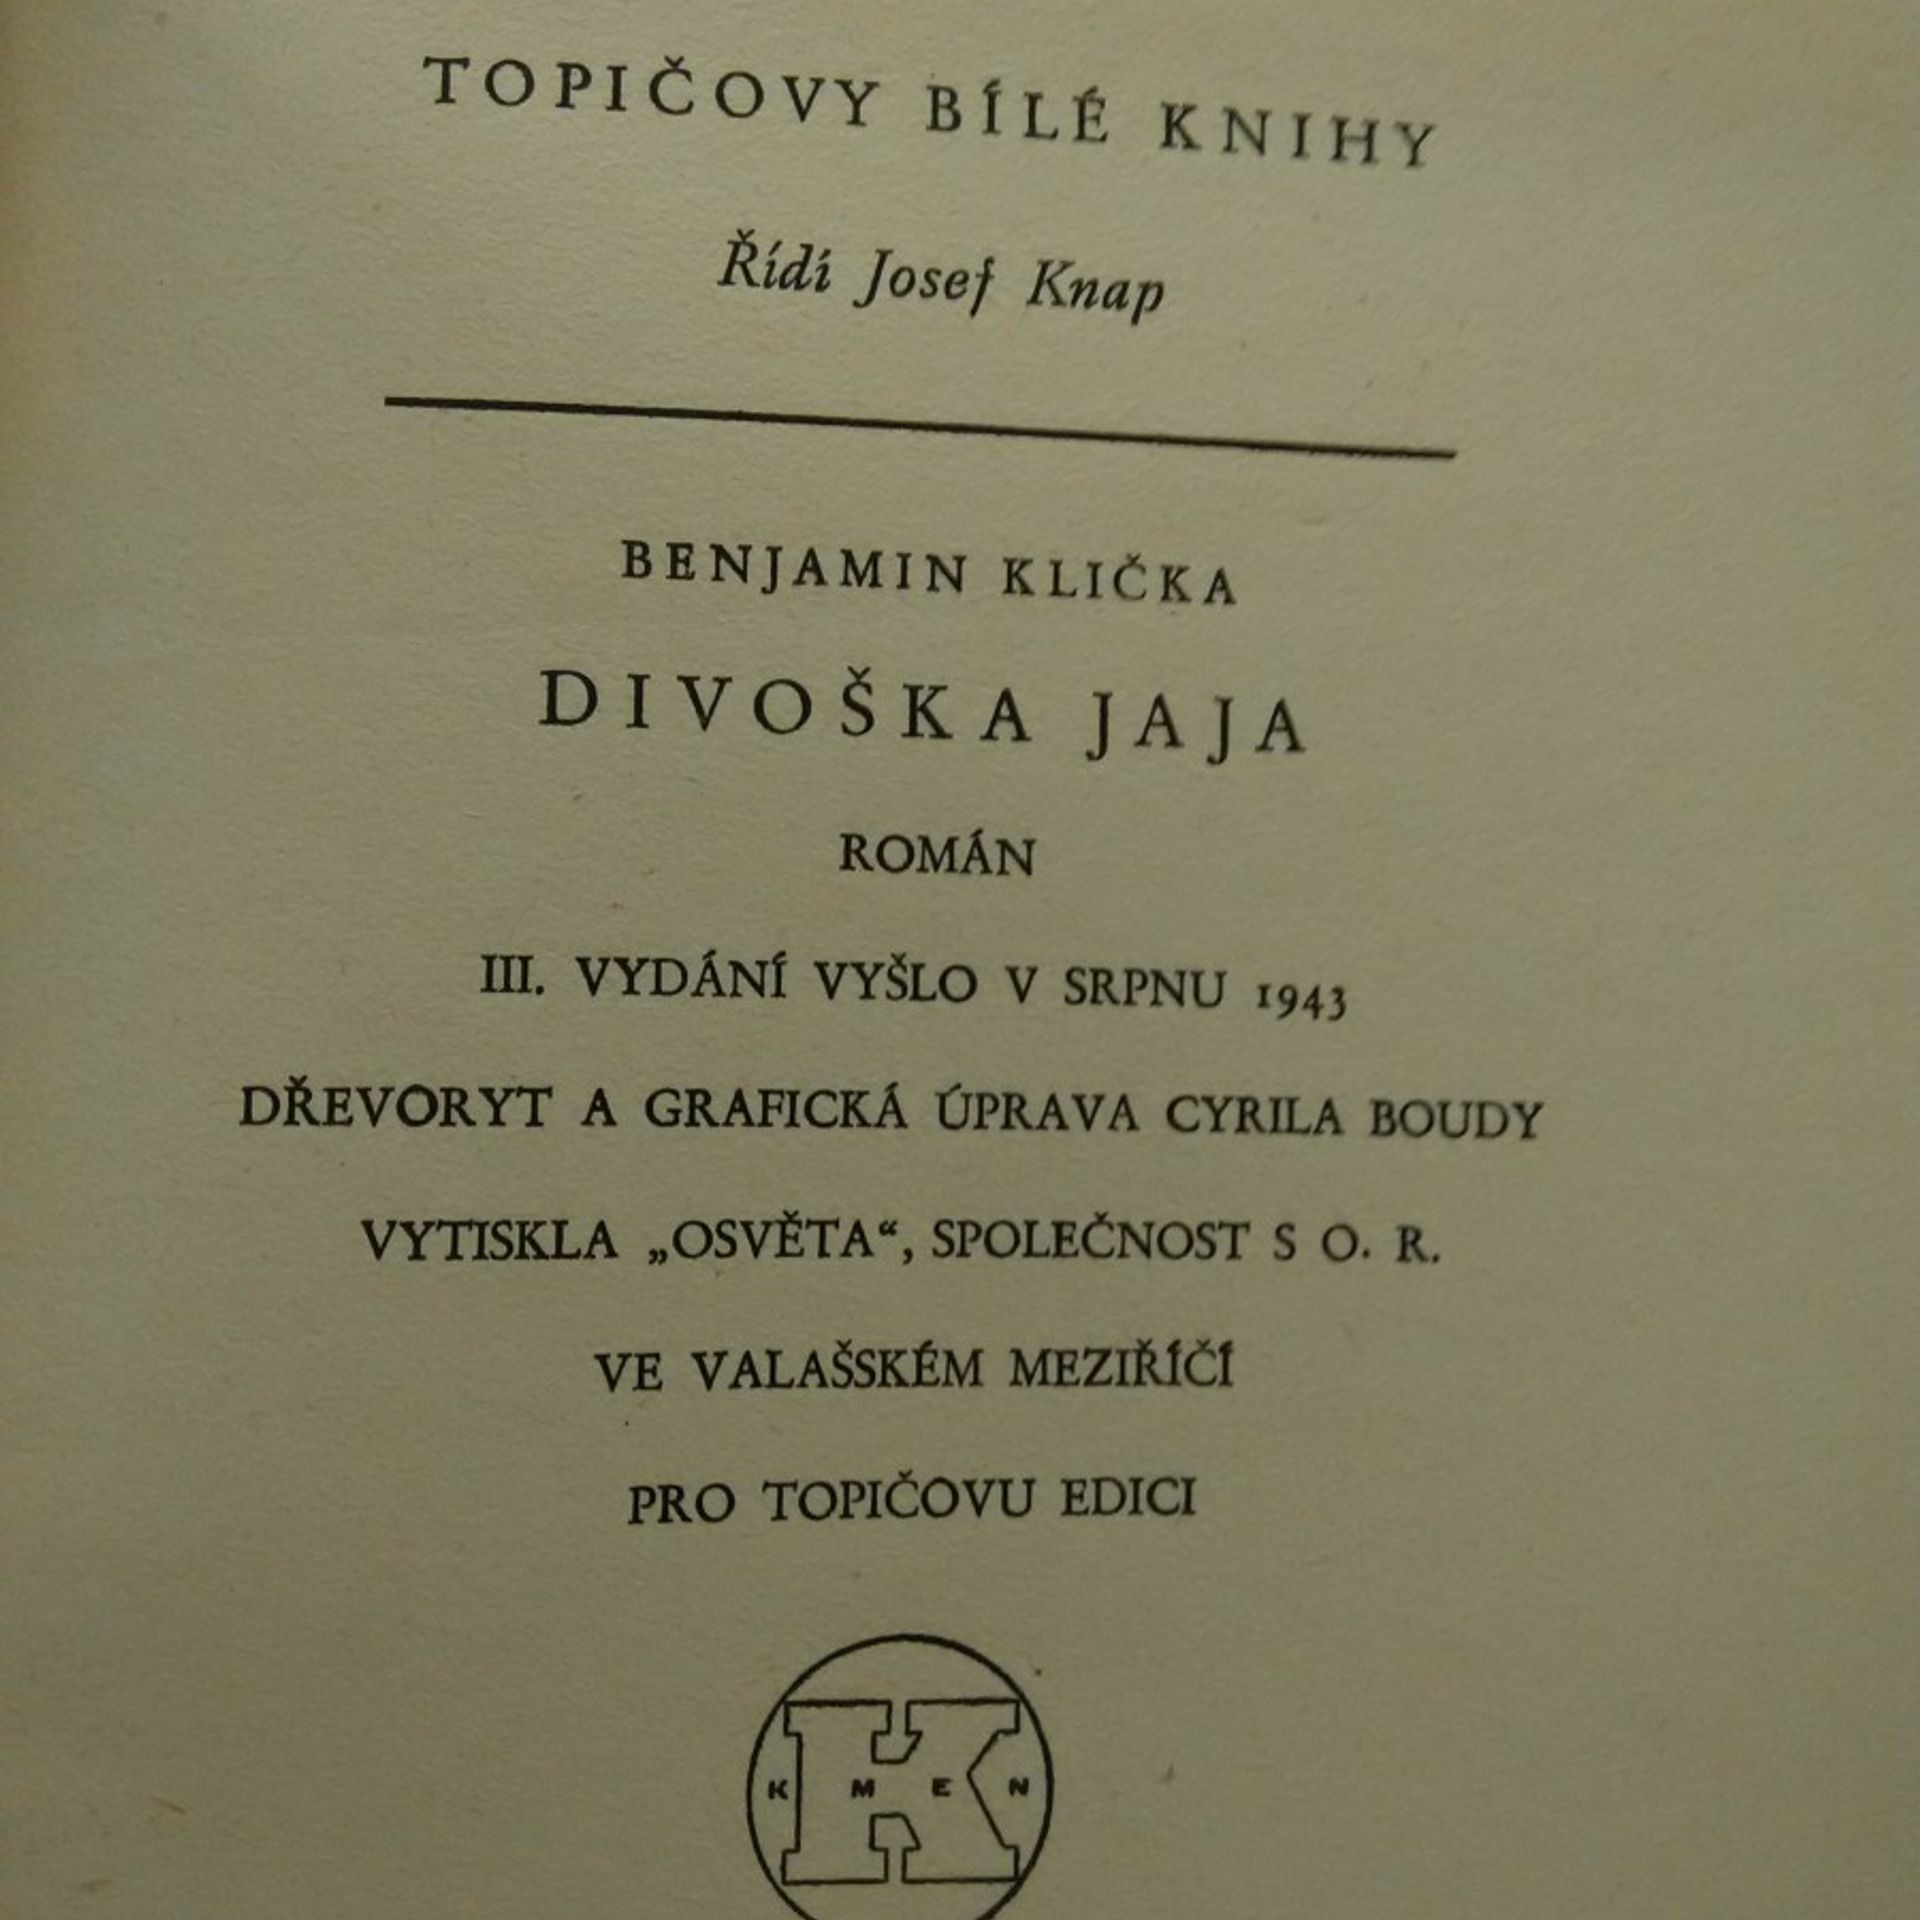 TOPIČOVY BÍLÉ KNIHY
Řídí Josef Knap
BENJAMIN KLIČKA
DIVOŠKA JAJA
ROMÁN
III. VYDÁNÍ VYŠLO V SRPNU 1943
DŘEVORYT A GRAFICKÁ ÚPRAVA CYRILA BOUDY
VYTISKLA „OSVĚTA“, SPOLEČNOST S O. R.
VE VALAŠSKÉM MEZIŘÍČÍ
PRO TOPIČOVU EDICI
K M E N